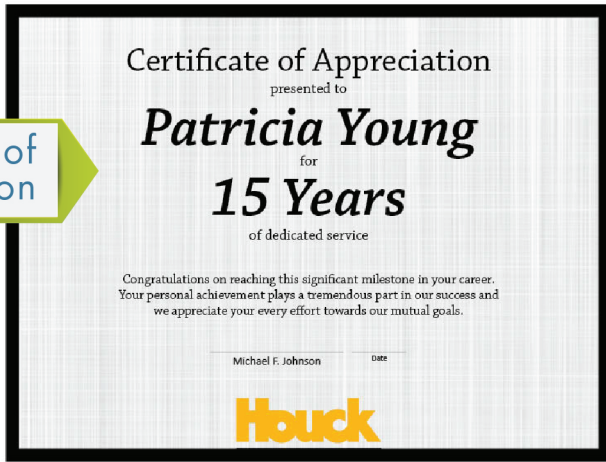 Certificate of Appreciation
presented to
Patricia Young
for
15 Years
of dedicated service
of
on
Congratulations on reaching this significant milestone in your career.
Your personal achievement plays a tremendous part in our success and
we appreciate your every effort towards our mutual goals.
Michael F. Johnson Date
Houck